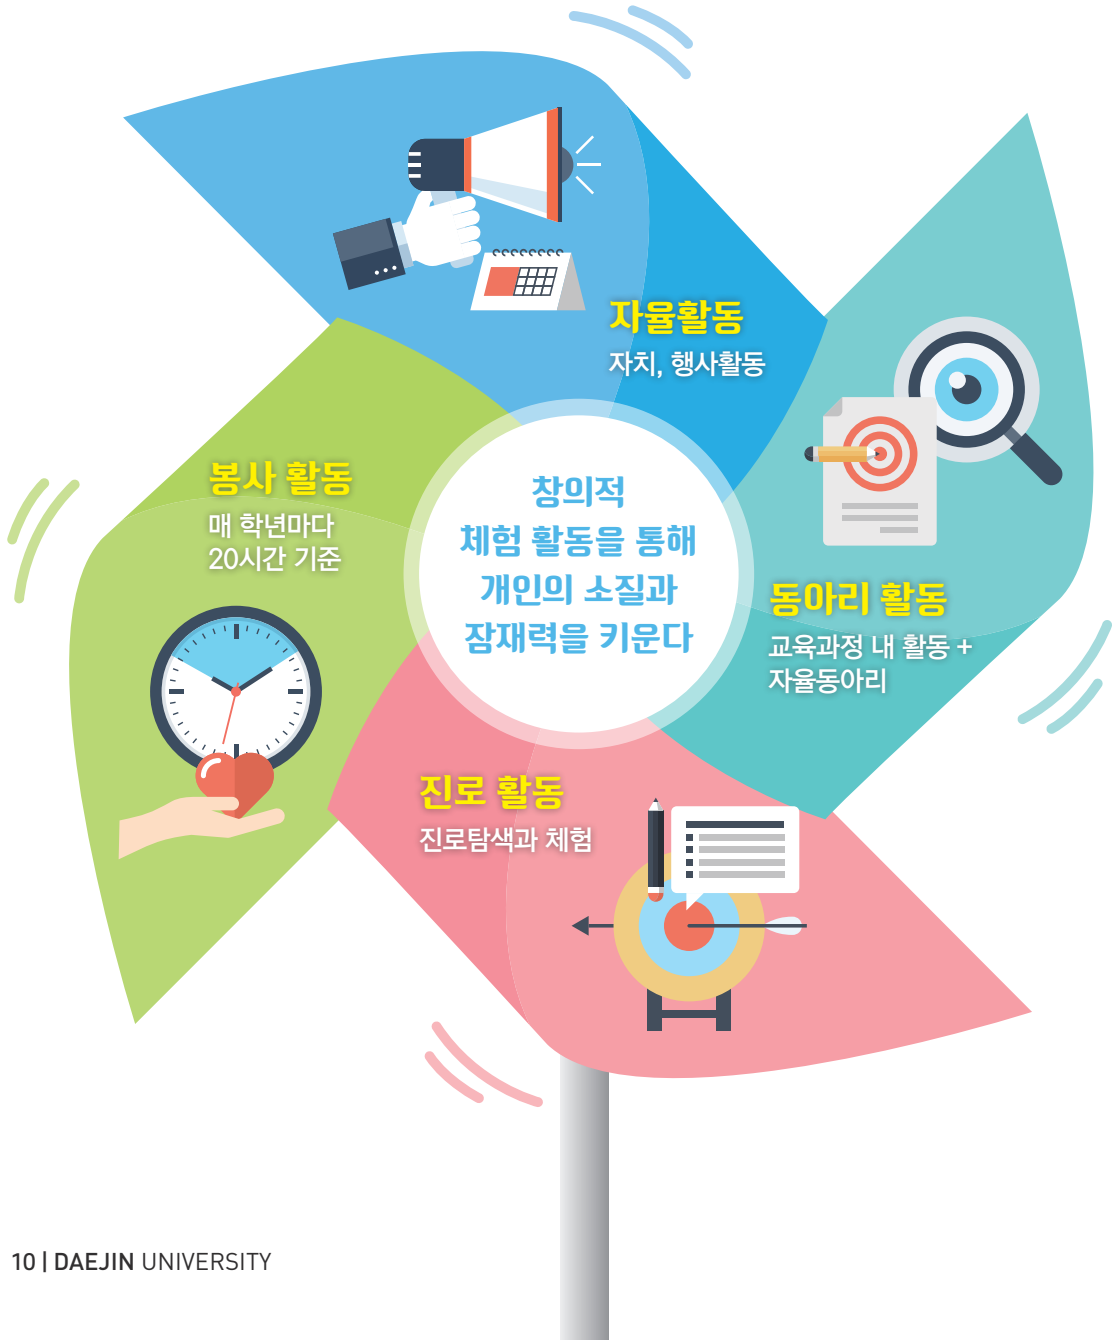 자율활동
자치, 행사활동
봉사 활동
매 학년마다
20시간 기준
창의적
체험 활동을 통해
개인의 소질과
잠재력을 키운다
동아리 활동
교육과정 내 활동 +
자율동아리
진로 활동
진로탐색과 체험
10 | DAEJIN UNIVERSITY